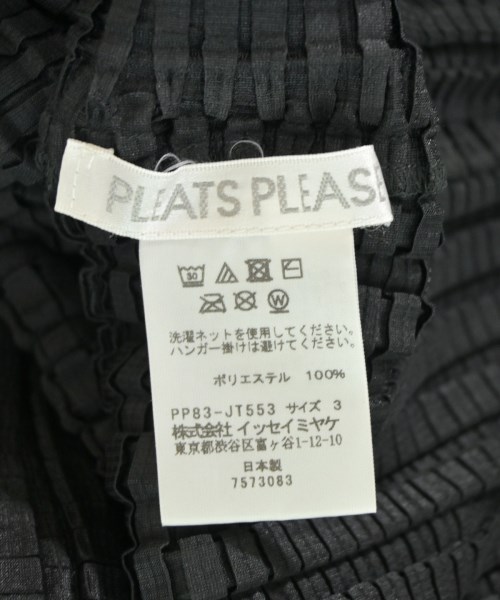 PLEATS PLEASE
30
W
洗濯ネットを使用してください。
ハンガー掛けは避けてください。
ポリエステル 100%
PP83-JT553 サイズ 3
株式会社 イッセイミヤケ
東京都渋谷区富ヶ谷1-12-10
日本製
7573083